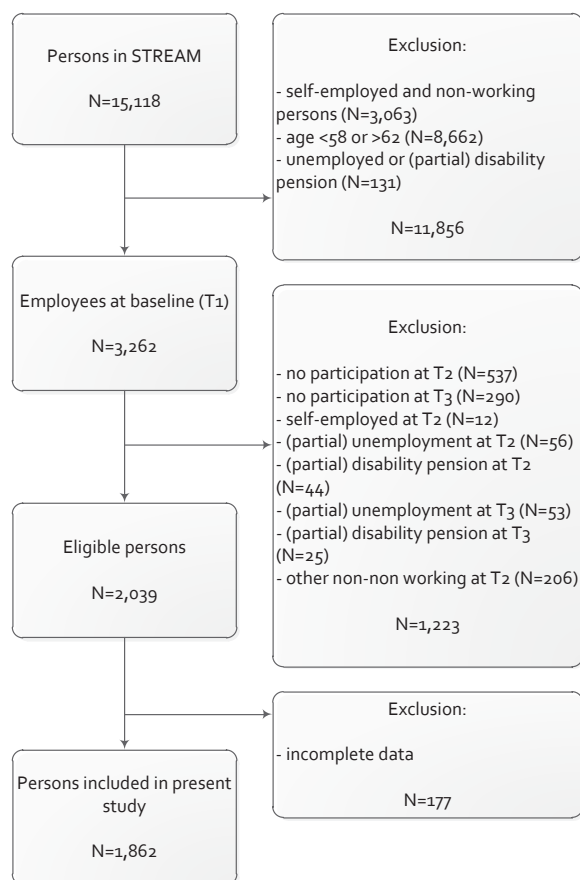 Persons in STREAM
N=15,118
Exclusion:
- self-employed and non-working
persons (N=3,063)
- age <58 or >62 (N=8,662)
- unemployed or (partial) disability
pension (N=131)
N=11,856
Employees at baseline (T1)
N=3,262
Exclusion:
- no participation at T2 (N=537)
- no participation at T3 (N=290)
- self-employed at T2 (N=12)
- (partial) unemployment at T2 (N=56)
- (partial) disability pension at T2
(N=44)
- (partial) unemployment at T3 (N=53)
- (partial) disability pension at T3
(N=25)
- other non-non working at T2 (N=206)
N=1,223
Eligible persons
N=2,039
Exclusion:
- incomplete data
N=177
Persons included in present
study
N=1,862